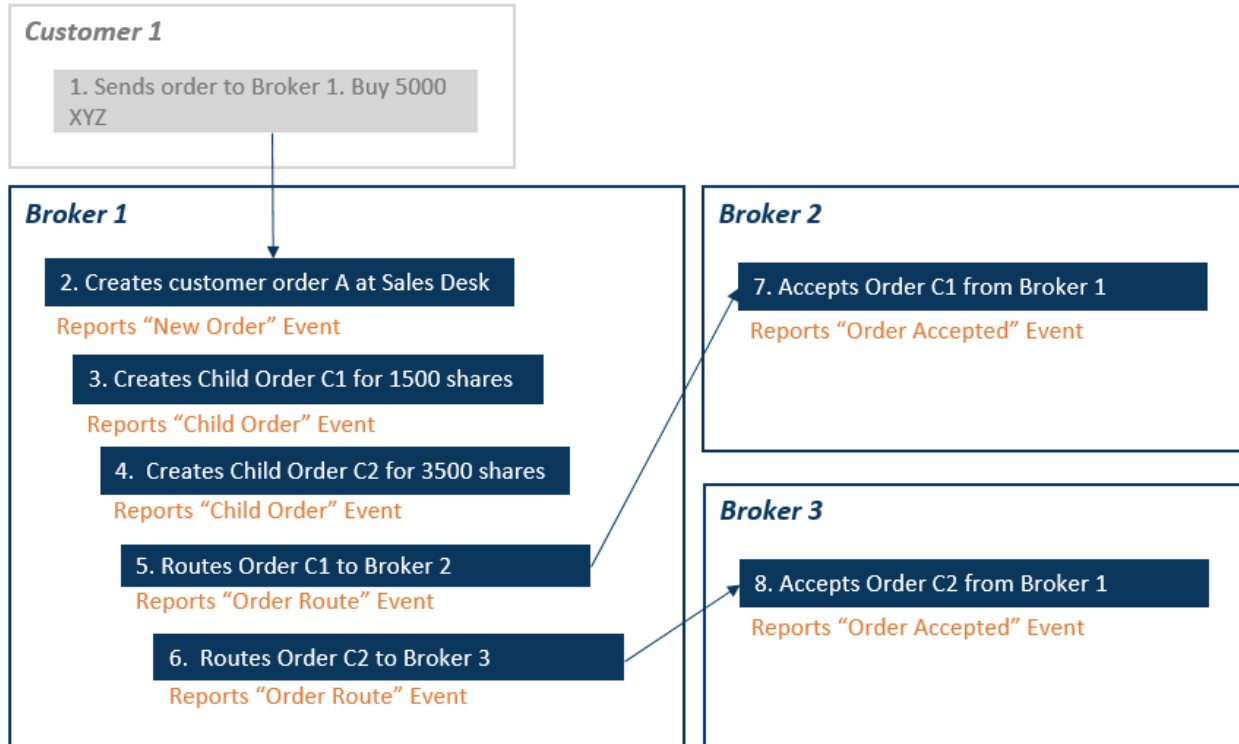 Customer 1
1. Sends order to Broker 1. Buy 5000
XYZ
Broker 1
2. Creates customer order A at Sales Desk
Reports “New Order” Event
3. Creates Child Order C1 for 1500 shares
Reports “Child Order” Event
4. Creates Child Order C2 for 3500 shares
Reports “Child Order” Event
5. Routes Order C1 to Broker 2
Reports “Order Route” Event
6. Routes Order C2 to Broker 3
Reports “Order Route” Event
Broker 2
7. Accepts Order C1 from Broker 1
Reports “Order Accepted” Event
Broker 3
8. Accepts Order C2 from Broker 1
Reports “Order Accepted” Event